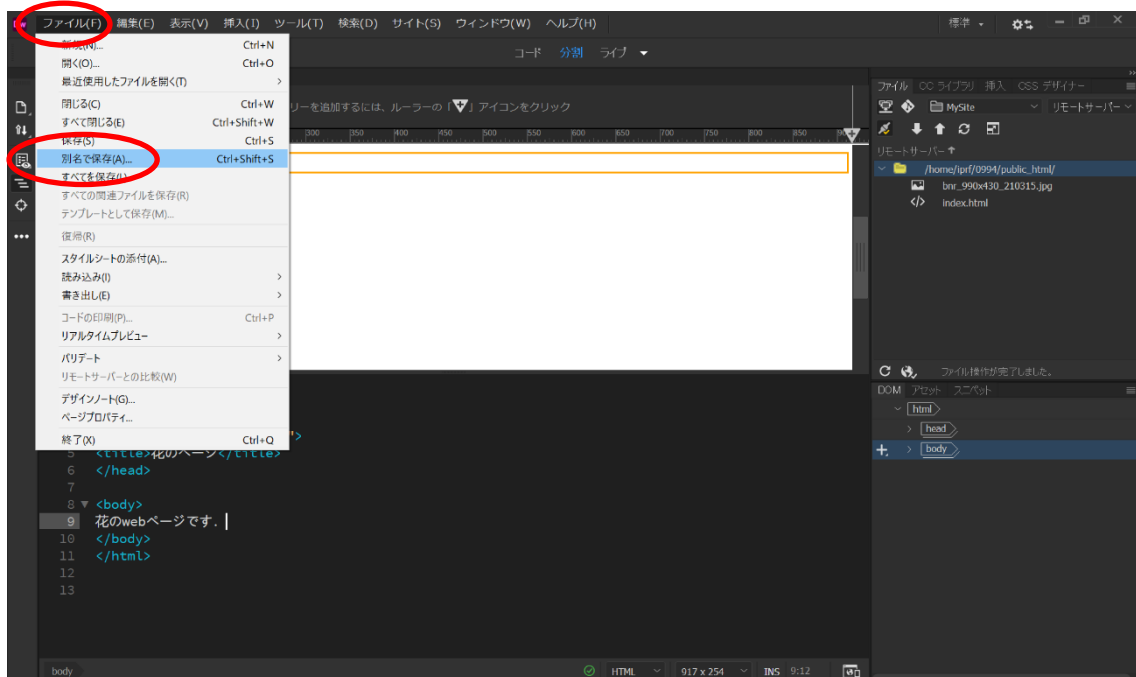 Dw ファイル(F) 編集(E) 表示(V) 挿入(I) ツール(T) 検索(D) サイト(S) ウィンドウ(W) ヘルプ(H) 標準
コード 分割 ライブ
新規(N)... Ctrl+N
開く(O)... Ctrl+O
最近使用したファイルを開く(T)
閉じる(C) Ctrl+W
すべて閉じる(E) Ctrl+Shift+W
保存(S) Ctrl+S
別名で保存(A)... Ctrl+Shift+S
すべてを保存(L)
すべての関連ファイルを保存(R)
テンプレートとして保存(M)...
復帰(R)
スタイルシートの添付(A)...
読み込み(I)
書き出し(E)
コードの印刷(P)... Ctrl+P
リアルタイムプレビュー
バリデート
リモートサーバーとの比較(W)
デザインノート(G)...
ページプロパティ...
終了(X) Ctrl+Q
リーを追加するには、ルーラーの「」アイコンをクリック
300 350 400 450 500 550 600 650 700 750 800 850
">
5 <title>花のページ</title>
6 </head>
7
8 <body>
9 花のwebページです.
10 </body>
11 </html>
12
13
body HTML 917 x 254 INS 9:12
ファイル CC ライブラリ 挿入 CSS デザイナー
MySite リモートサーバー
リモートサーバー
/home/iprf/0994/public_html/
bnr_990x430_210315.jpg
index.html
ファイル操作が完了しました。
DOM アセット スニペット
html
head
body